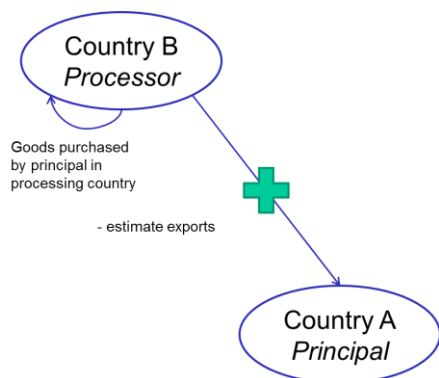 Country B
Processor
Goods purchased
by principal in
processing country
- estimate exports
Country A
Principal